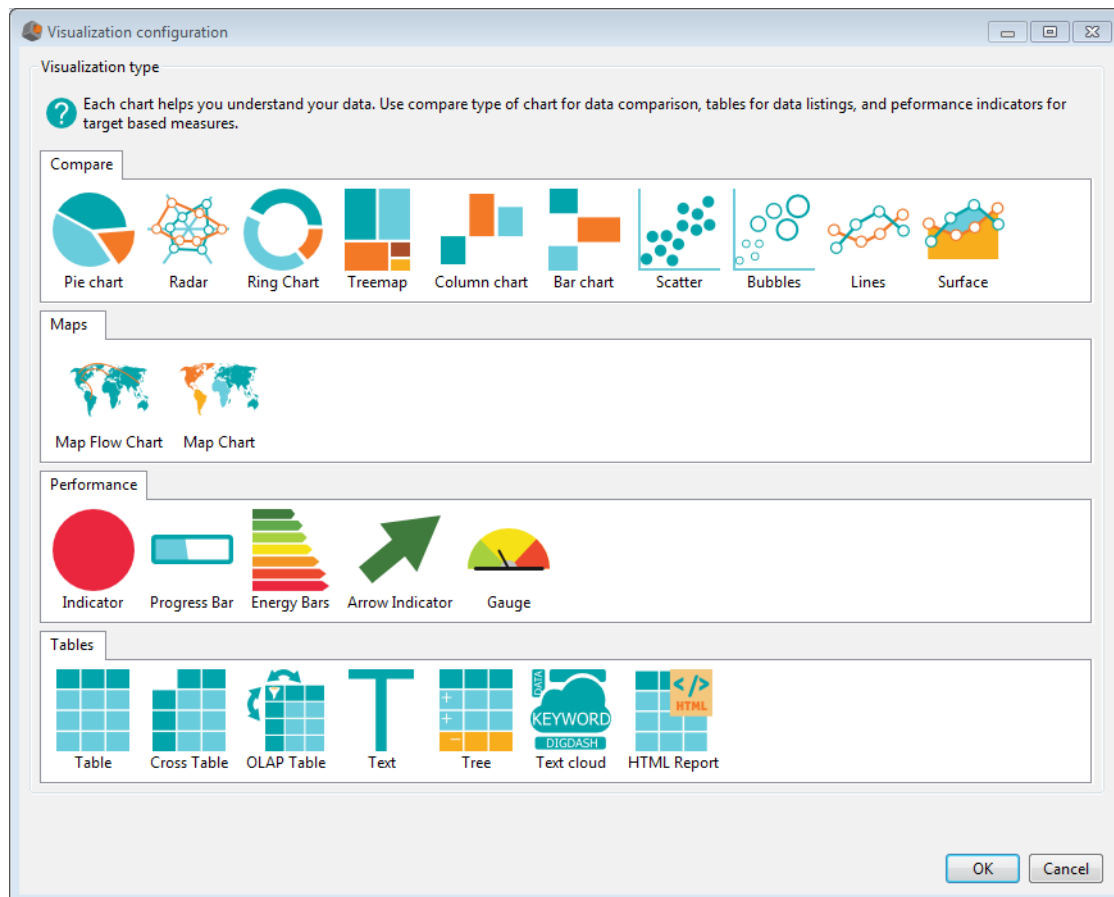 Visualization configuration
Visualization type
?
Each chart helps you understand your data. Use compare type of chart for data comparison, tables for data listings, and peformance indicators for
target based measures.
Compare
Pie chart Radar Ring Chart Treemap Column chart Bar chart Scatter Bubbles Lines Surface
Maps
Map Flow Chart Map Chart
Performance
Indicator Progress Bar Energy Bars Arrow Indicator Gauge
Tables
DATA
KEYWORD
DIGDASH
</>
HTML
Table Cross Table OLAP Table Text Tree Text cloud HTML Report
OK Cancel